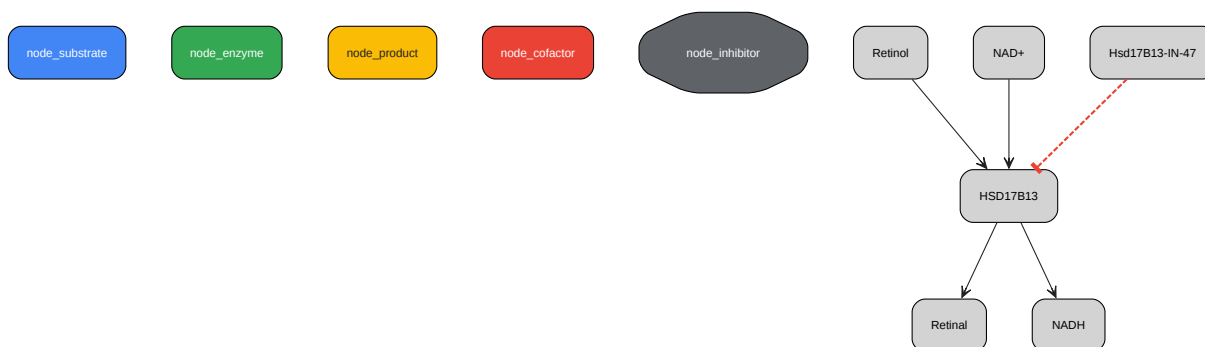 node_substrate
node_enzyme
node_product
node_cofactor
node_inhibitor
Retinol
NAD+
Hsd17B13-IN-47
HSD17B13
Retinal
NADH